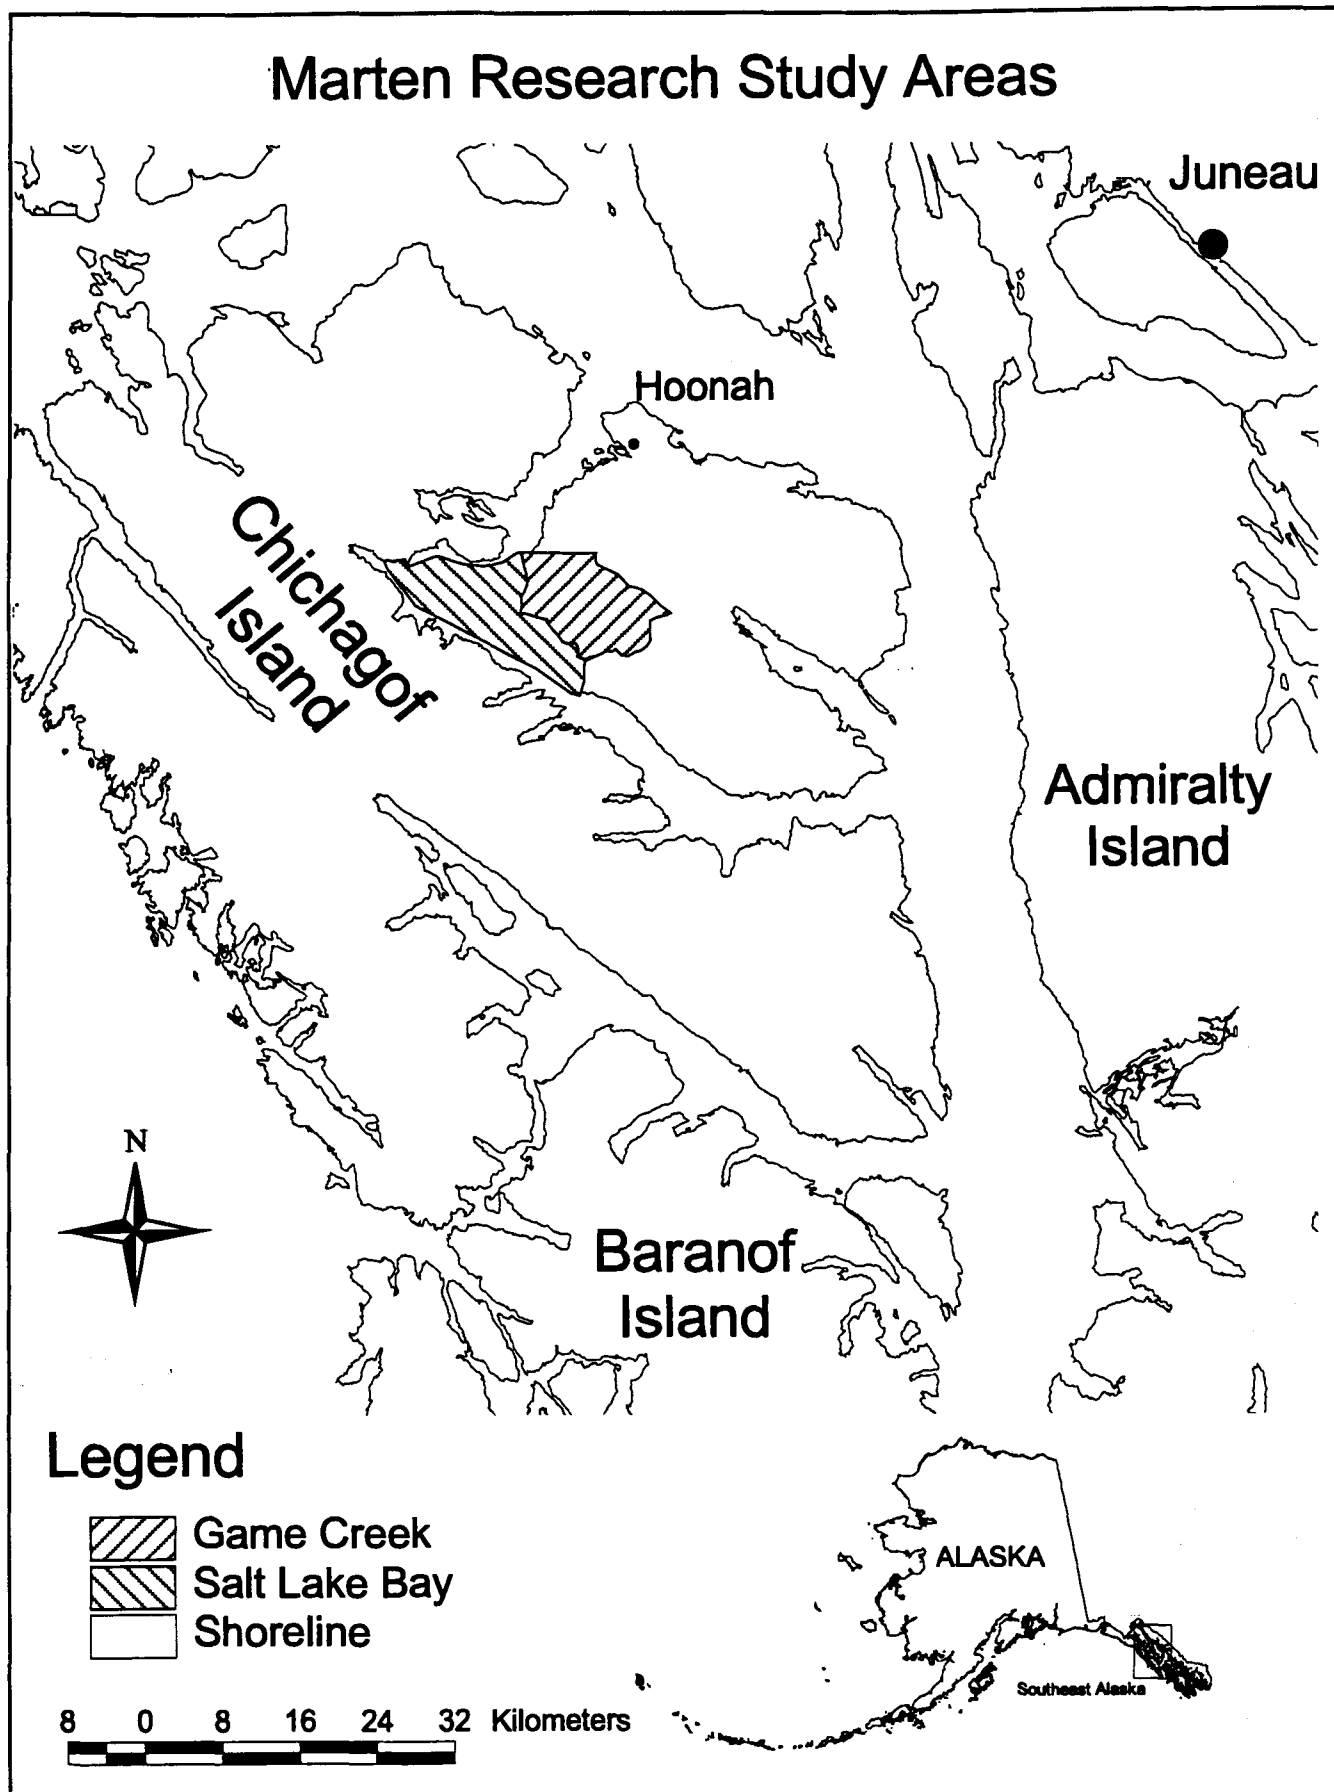 Marten Research Study Areas
Juneau
Hoonah
Chichagof
Island
Admiralty
Island
N
Baranof
Island
Legend
Game Creek
Salt Lake Bay
Shoreline
ALASKA
Southeast Alaska
8 0 8 16 24 32 Kilometers